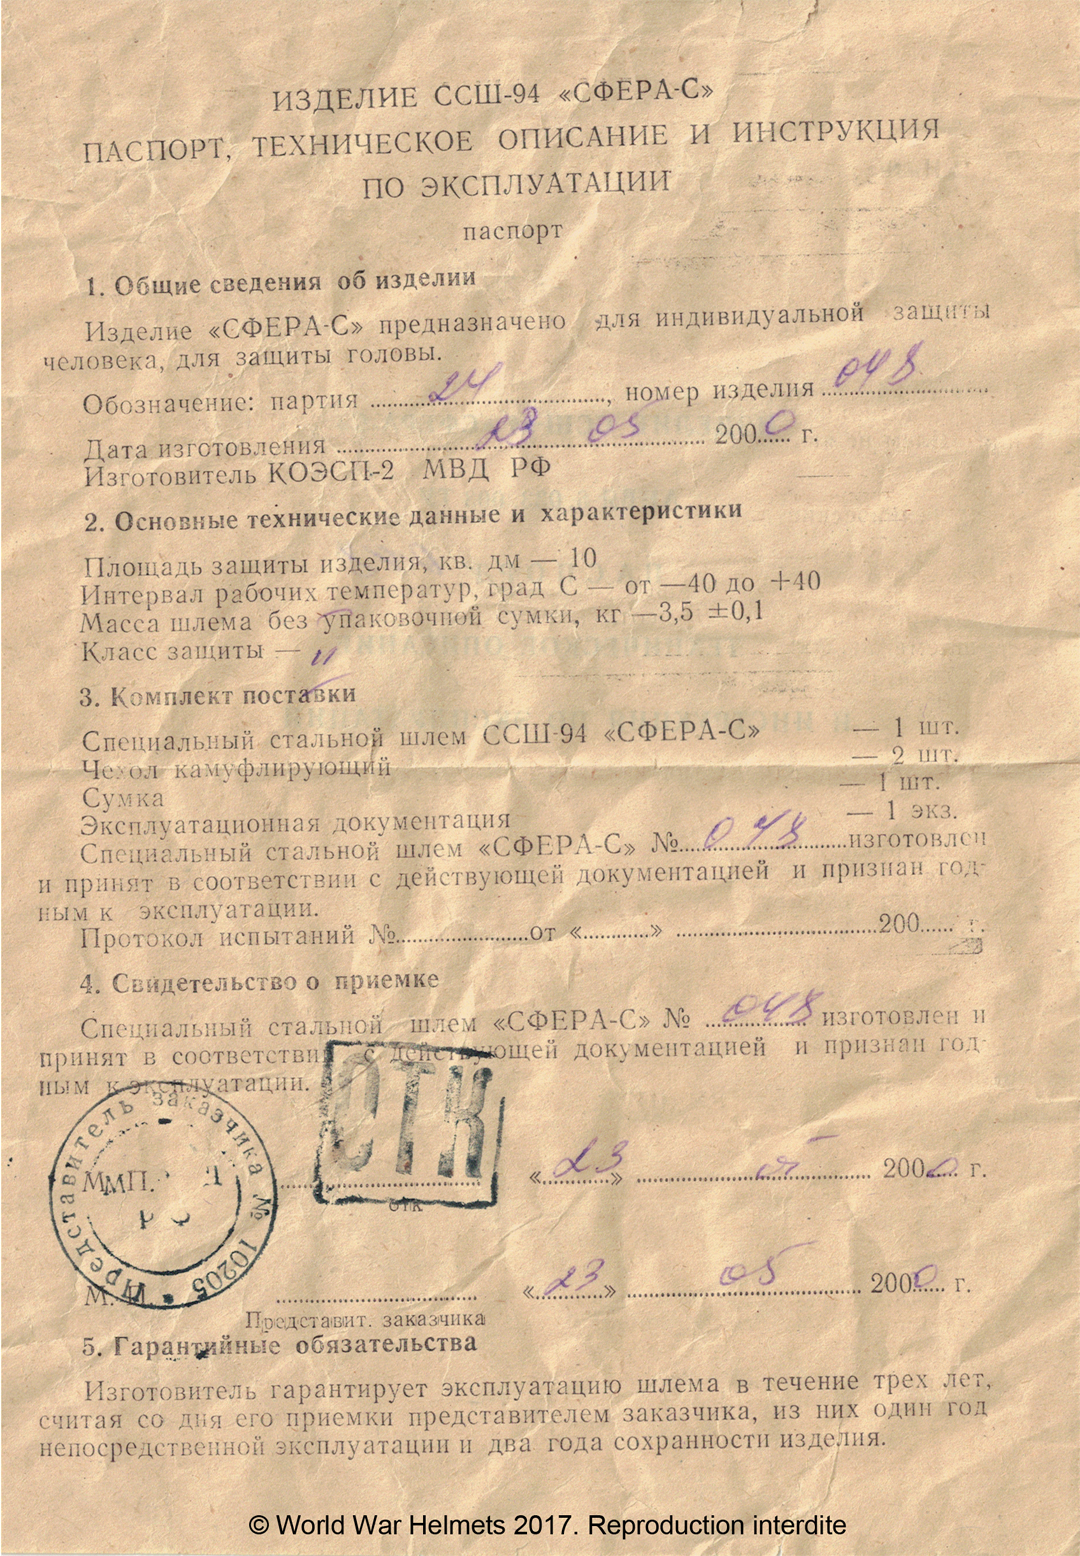 ИЗДЕЛИЕ ССШ-94 «СФЕРА-С»
ПАСПОРТ, ТЕХНИЧЕСКОЕ ОПИСАНИЕ И ИНСТРУКЦИЯ
ПО ЭКСПЛУАТАЦИИ
паспорт
1. Общие сведения об изделии
Изделие «СФЕРА-С» предназначено для индивидуальной защиты
человека, для защиты головы.
Обозначение: партия ........24........, номер изделия ...048........
Дата изготовления ............23 05........ 2000 г.
Изготовитель КОЭСП-2 МВД РФ
2. Основные технические данные и характеристики
Площадь защиты изделия, кв. дм — 10
Интервал рабочих температур, град С — от —40 до +40
Масса шлема без упаковочной сумки, кг —3,5 ±0,1
Класс защиты — II
3. Комплект поставки
Специальный стальной шлем ССШ-94 «СФЕРА-С» — 1 шт.
Чехол камуфлирующий — 2 шт.
Сумка — 1 шт.
Эксплуатационная документация — 1 экз.
Специальный стальной шлем «СФЕРА-С» №...048......изготовлен
и принят в соответствии с действующей документацией и признан год-
ным к эксплуатации.
Протокол испытаний №....................от «..........» ..............................200..... г.
4. Свидетельство о приемке
Специальный стальной шлем «СФЕРА-С» № ..048.. изготовлен и
принят в соответствии с действующей документацией и признан год-
ным к эксплуатации.
ОТК
Представитель заказчика № 10205
«..23..» ............05........ 2000 г.
отк
М. П. .............................. «..23..» ............05........ 2000 г.
Представит. заказчика
5. Гарантийные обязательства
Изготовитель гарантирует эксплуатацию шлема в течение трех лет,
считая со дня его приемки представителем заказчика, из них один год
непосредственной эксплуатации и два года сохранности изделия.
© World War Helmets 2017. Reproduction interdite